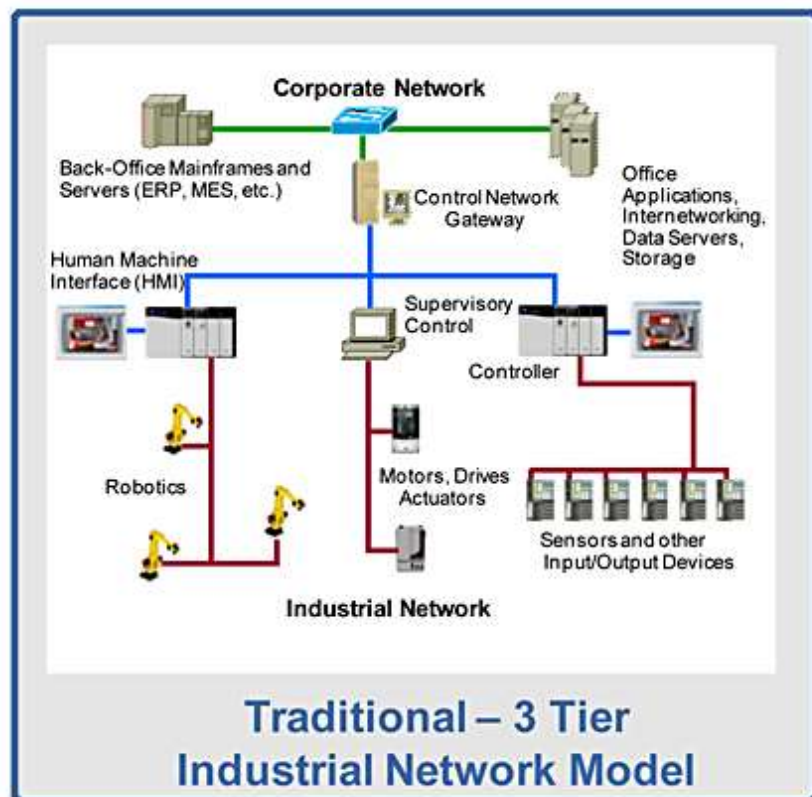 Corporate Network
Back-Office Mainframes and
Servers (ERP, MES, etc.)
Control Network
Gateway
Office
Applications,
Internetworking,
Data Servers,
Storage
Human Machine
Interface (HMI)
Supervisory
Control
Controller
Robotics
Motors, Drives
Actuators
Sensors and other
Input/Output Devices
Industrial Network
Traditional – 3 Tier
Industrial Network Model